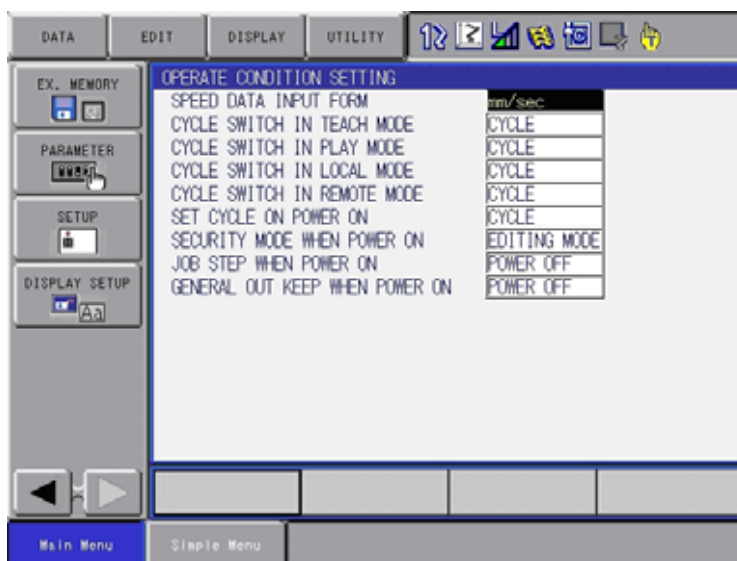 DATA EDIT DISPLAY UTILITY
EX. MEMORY
PARAMETER
SETUP
DISPLAY SETUP
OPERATE CONDITION SETTING
SPEED DATA INPUT FORM mm/sec
CYCLE SWITCH IN TEACH MODE CYCLE
CYCLE SWITCH IN PLAY MODE CYCLE
CYCLE SWITCH IN LOCAL MODE CYCLE
CYCLE SWITCH IN REMOTE MODE CYCLE
SET CYCLE ON POWER ON CYCLE
SECURITY MODE WHEN POWER ON EDITING MODE
JOB STEP WHEN POWER ON POWER OFF
GENERAL OUT KEEP WHEN POWER ON POWER OFF
Main Menu Simple Menu